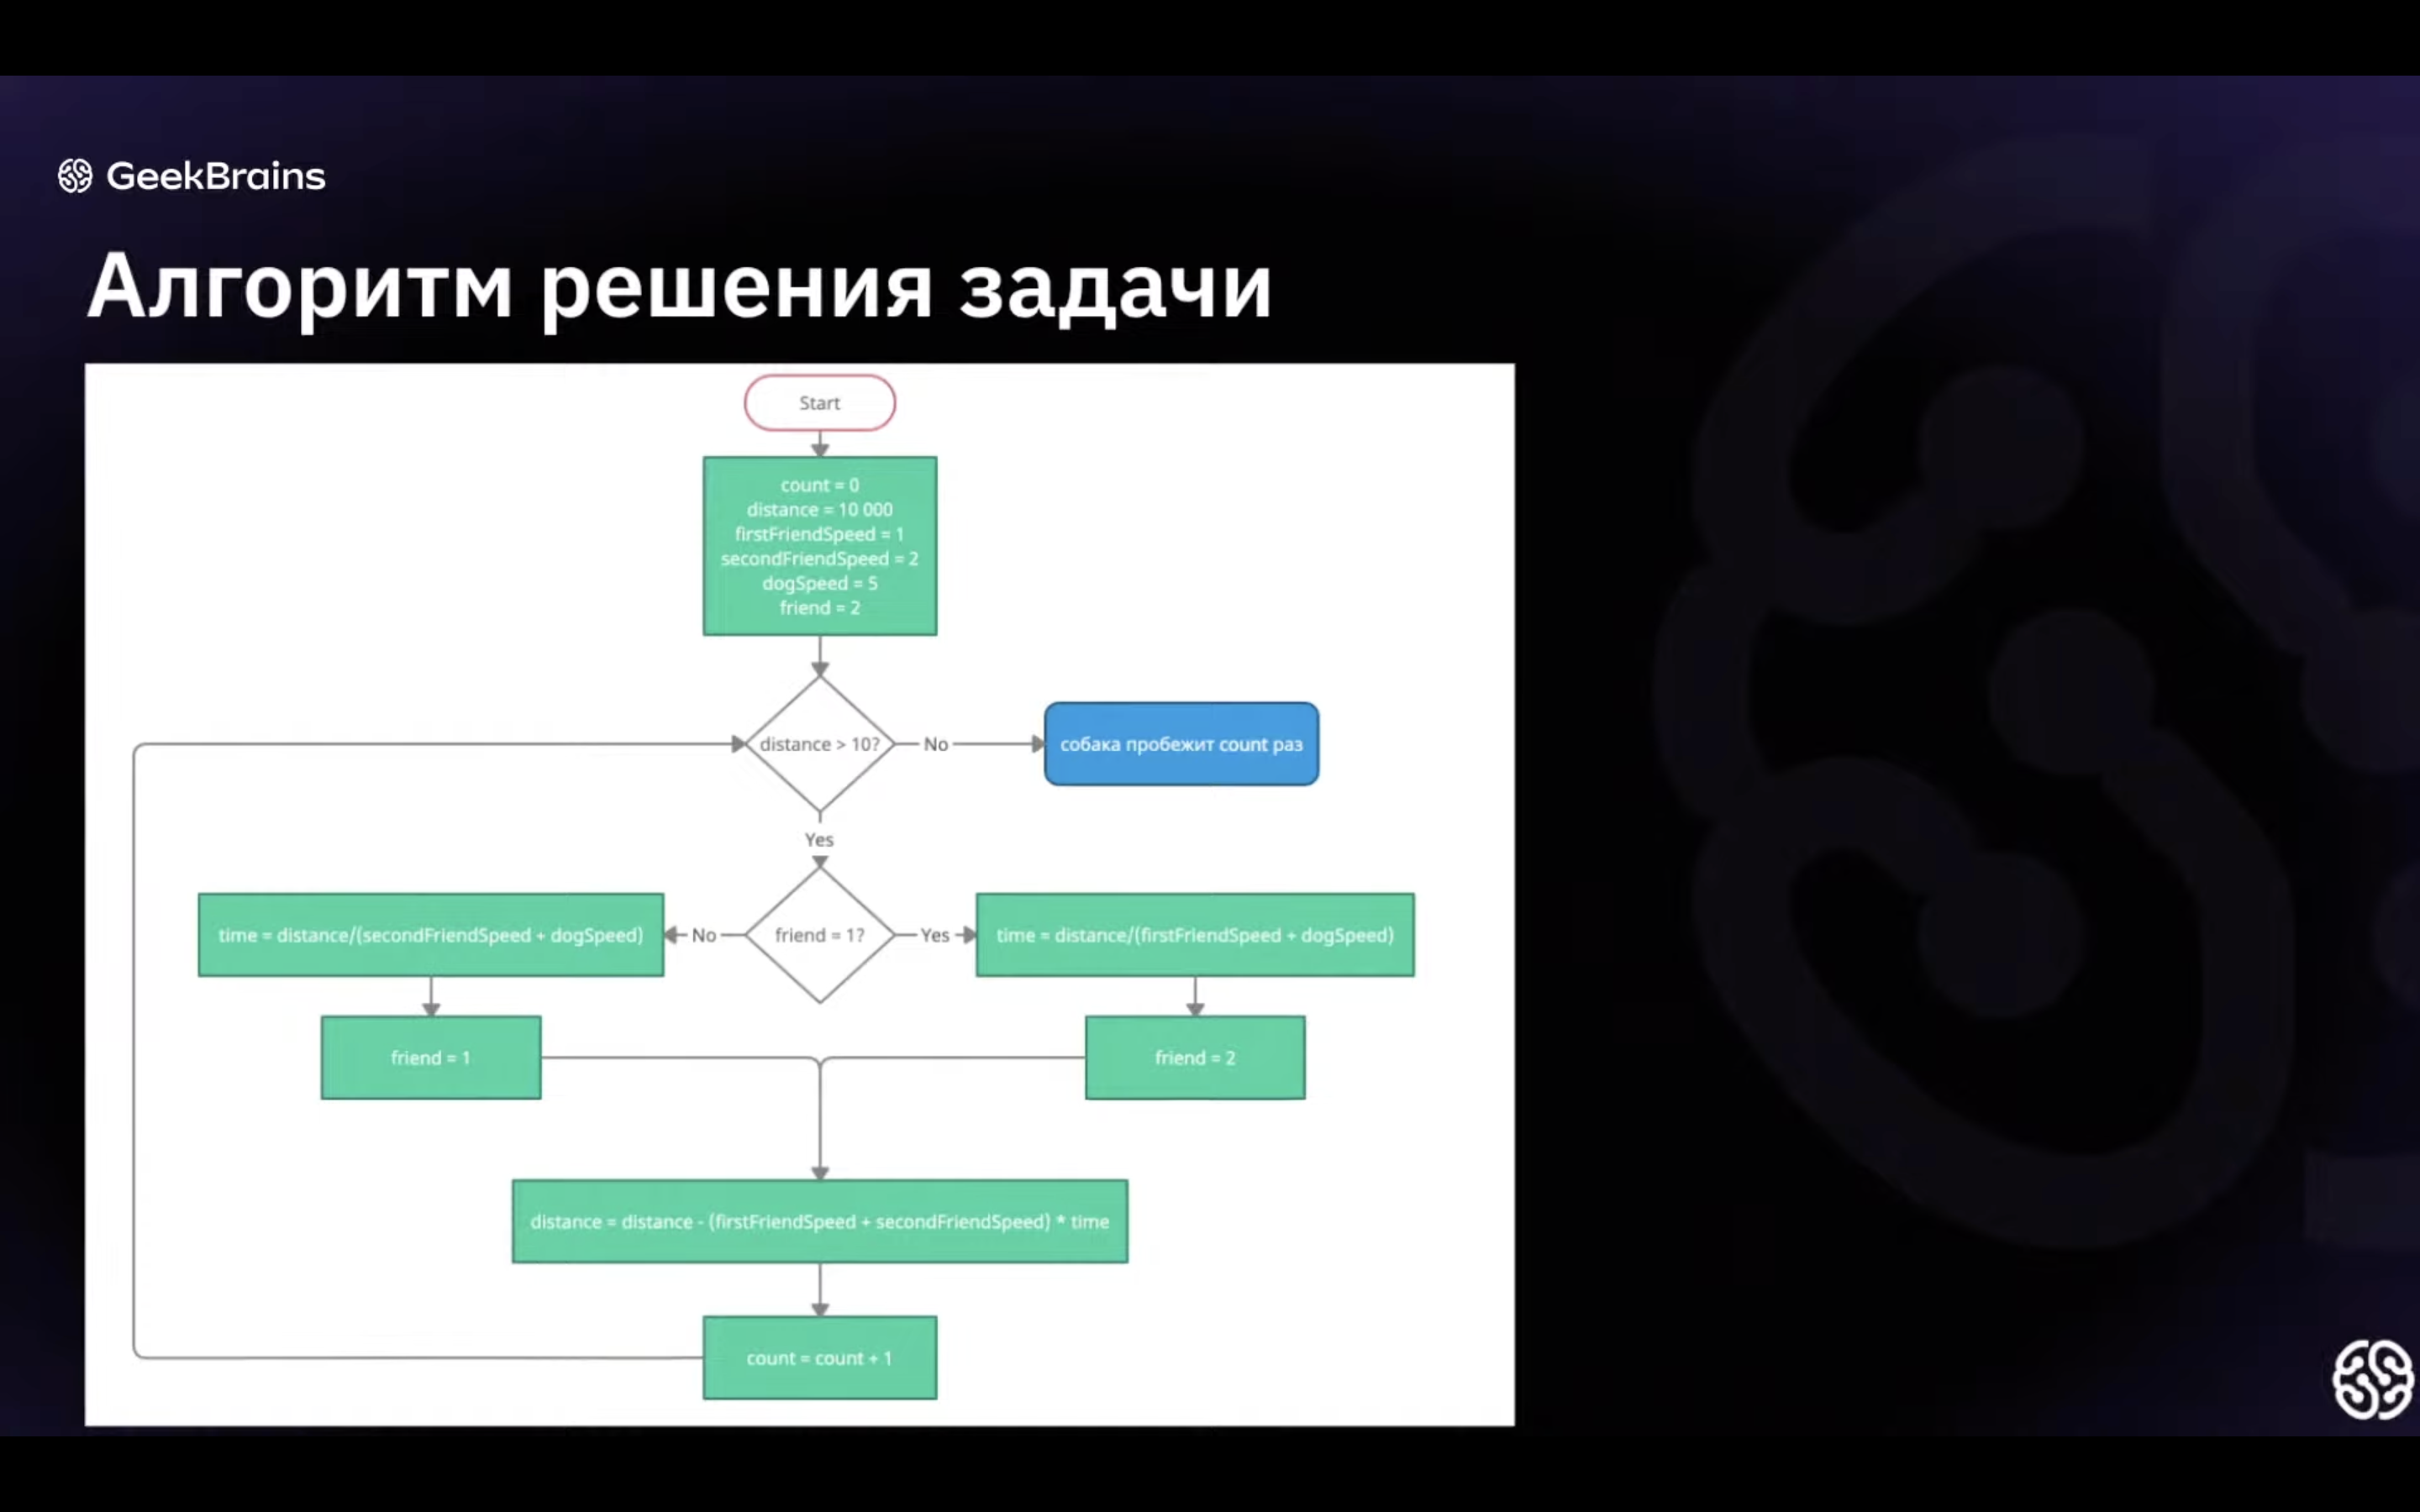 GeekBrains
Алгоритм решения задачи
Start
count = 0
distance = 10 000
firstFriendSpeed = 1
secondFriendSpeed = 2
dogSpeed = 5
friend = 2
distance > 10?
No
собака пробежит count раз
Yes
time = distance/(secondFriendSpeed + dogSpeed)
No
friend = 1?
Yes
time = distance/(firstFriendSpeed + dogSpeed)
friend = 1
friend = 2
distance = distance - (firstFriendSpeed + secondFriendSpeed) * time
count = count + 1